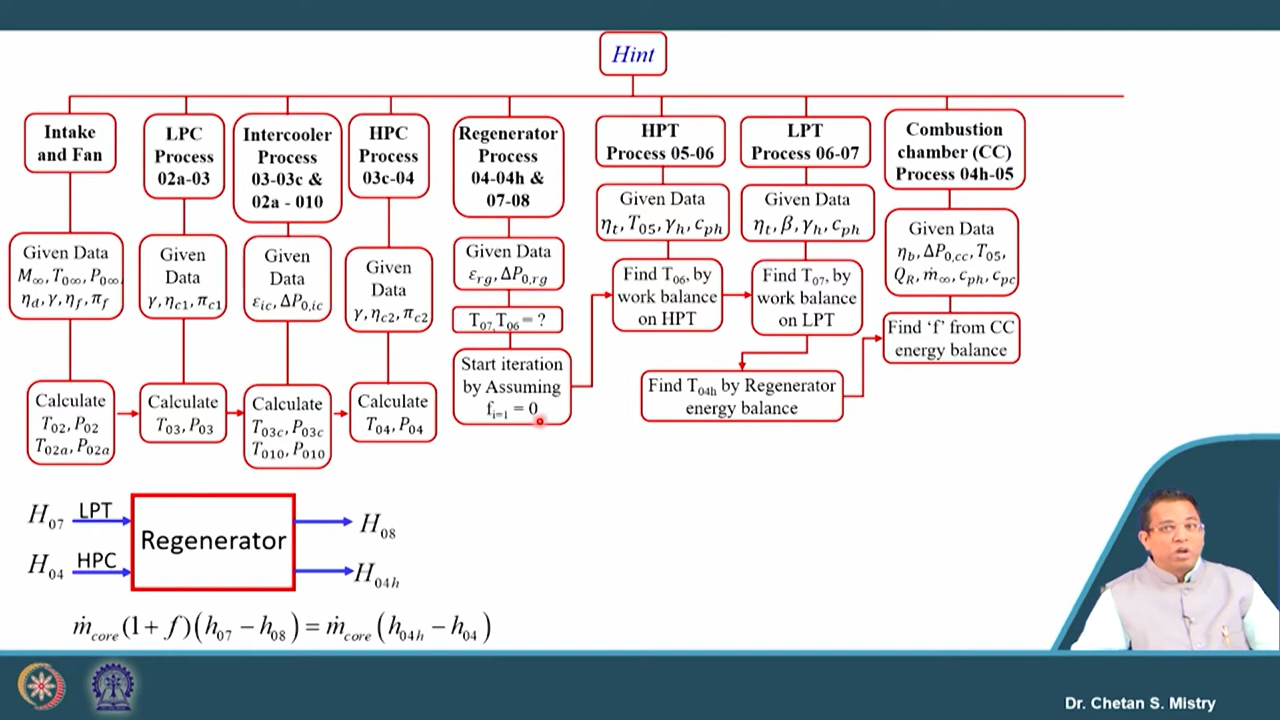 Hint
Intake
and Fan
LPC
Process
02a-03
Intercooler
Process
03-03c &
02a - 010
HPC
Process
03c-04
Regenerator
Process
04-04h &
07-08
HPT
Process 05-06
LPT
Process 06-07
Combustion
chamber (CC)
Process 04h-05
Given Data
M∞, T0∞, P0∞
ηd, γ, ηf, πf
Given
Data
γ, ηc1, πc1
Given
Data
εic, ΔP0,ic
Given
Data
γ, ηc2, πc2
Given Data
εrg, ΔP0,rg
T07, T06 = ?
Start iteration
by Assuming
fi=1 = 0
Given Data
ηt, T05, γh, cph
Find T06, by
work balance
on HPT
Given Data
ηt, β, γh, cph
Find T07, by
work balance
on LPT
Given Data
ηb, ΔP0,cc, T05,
QR, ṁ∞, cph, cpc
Find 'f' from CC
energy balance
Find T04h by Regenerator
energy balance
Calculate
T02, P02
T02a, P02a
Calculate
T03, P03
Calculate
T03c, P03c
T010, P010
Calculate
T04, P04
H07 LPT
H04 HPC
Regenerator
H08
H04h
ṁcore(1 + f)(h07 − h08) = ṁcore(h04h − h04)
Dr. Chetan S. Mistry